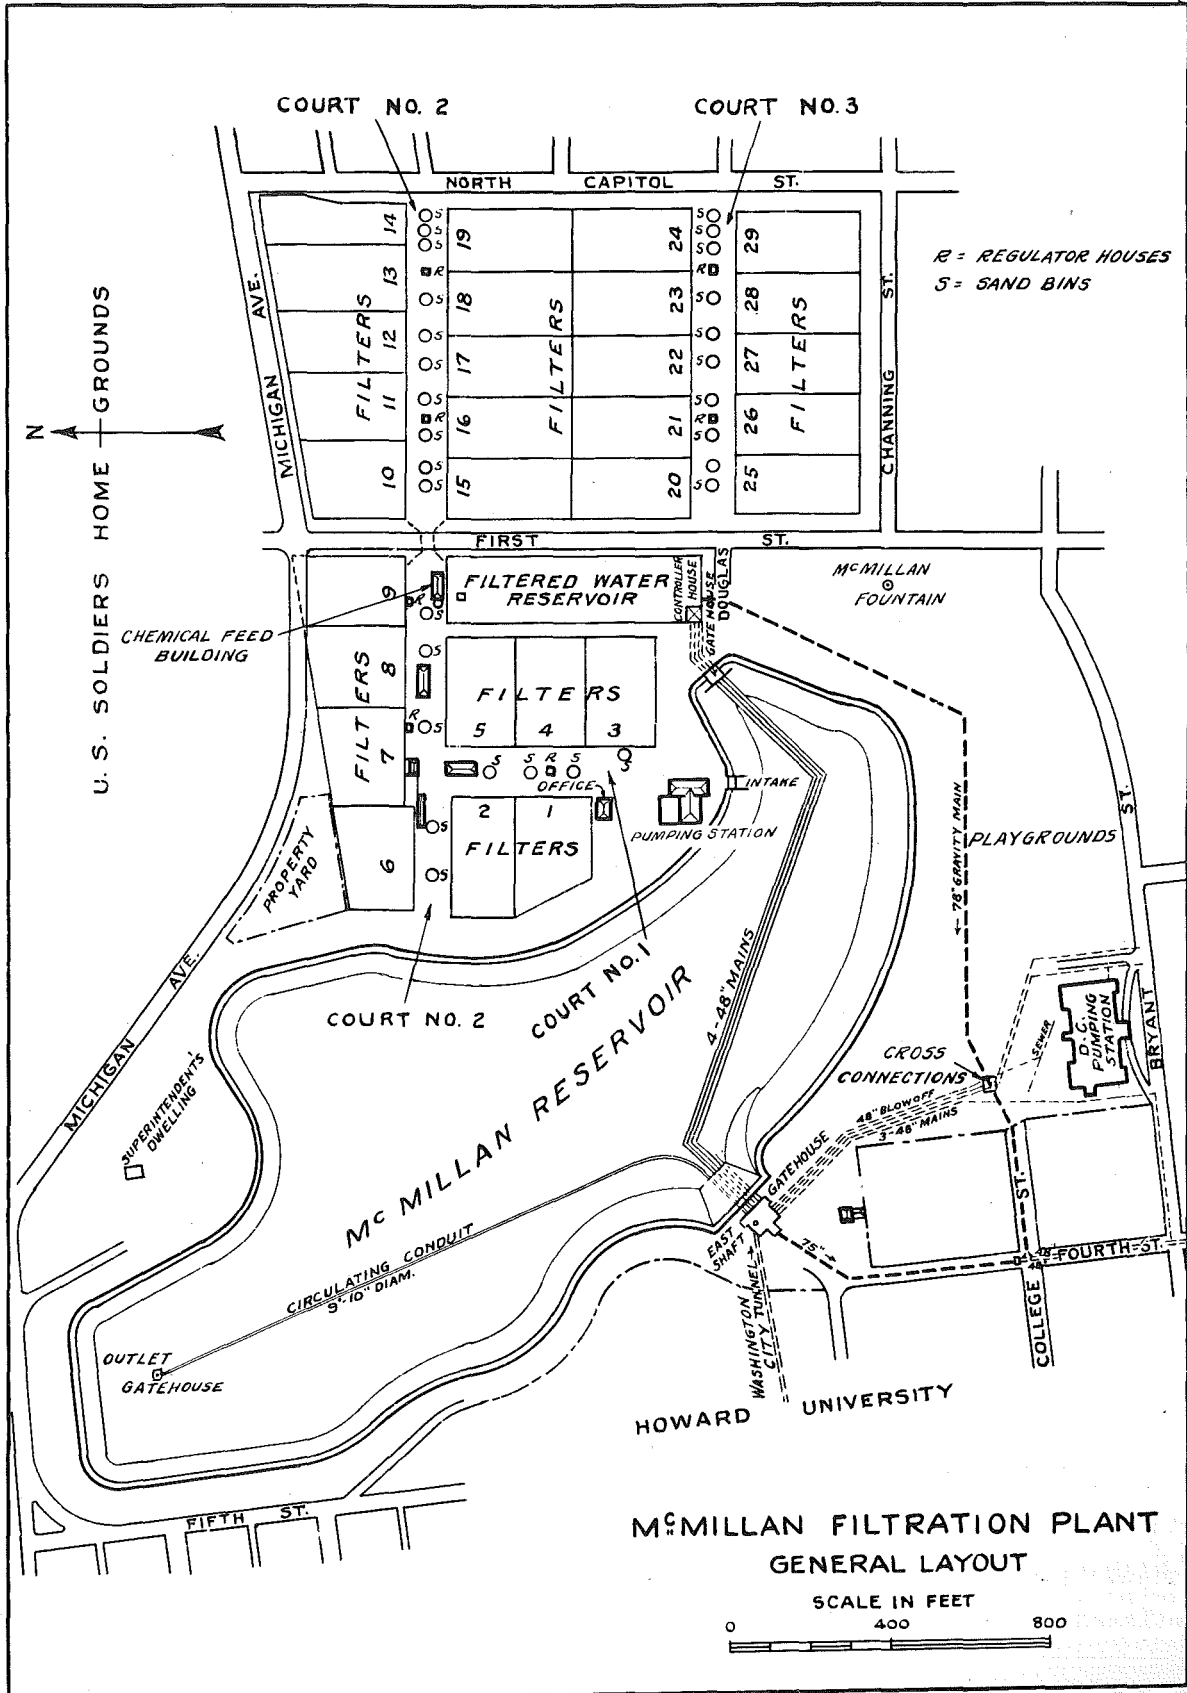 COURT NO. 2
COURT NO. 3
NORTH CAPITOL ST.
14
S
S
S
19
24
S
S
S
29
R = REGULATOR HOUSES
S = SAND BINS
13
R
R
AVE.
ST.
FILTERS
S
18
FILTERS
23
S
28
FILTERS
12
S
17
22
S
S
27
U. S. SOLDIERS HOME GROUNDS
N
MICHIGAN
11
S
R
S
16
21
S
R
S
26
CHANNING
10
S
S
15
20
S
25
FIRST ST.
9
R
S
FILTERED WATER
RESERVOIR
CONTROLLER
HOUSE
GATE HOUSE
DOUGLAS
McMILLAN
FOUNTAIN
CHEMICAL FEED
BUILDING
FILTERS
8
S
FILTERS
5
4
3
R
S
7
S
S
R
S
S
OFFICE
INTAKE
2
1
FILTERS
S
PUMPING STATION
78" GRAVITY MAIN
PLAYGROUNDS
ST.
PROPERTY
YARD
6
S
MICHIGAN AVE.
COURT NO. 2
COURT NO. 1
4-48" MAINS
McMILLAN RESERVOIR
SUPERINTENDENT'S
DWELLING
CROSS
CONNECTIONS
SEWER
D.C.
PUMPING
STATION
BRYANT
48" BLOWOFF
3-48" MAINS
GATEHOUSE
EAST
SHAFT
75"
CIRCULATING CONDUIT
9'-10" DIAM.
WASHINGTON
CITY TUNNEL
ST.
48"
48"
FOURTH ST.
COLLEGE
OUTLET
GATEHOUSE
HOWARD UNIVERSITY
FIFTH ST.
McMILLAN FILTRATION PLANT
GENERAL LAYOUT
SCALE IN FEET
0 400 800